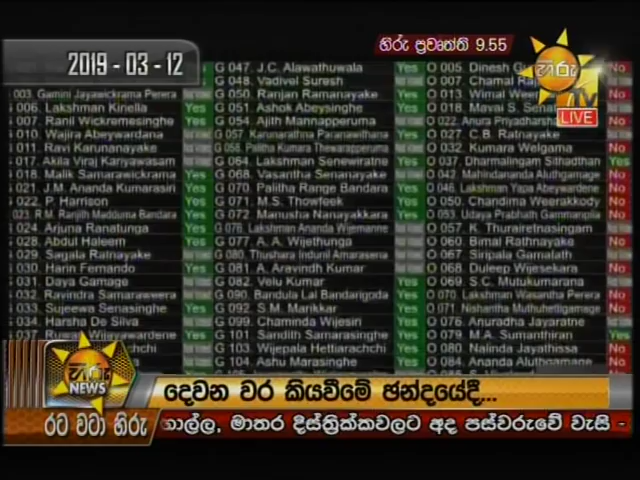 හිරු ප්‍රවෘත්ති 9.55
2019 - 03 - 12
හිරු
TV
LIVE
003. Gamini Jayawickrama Perera
006. Lakshman Kiriella Yes
007. Ranil Wickremesinghe Yes
010. Wajira Abeywardana Yes
011. Ravi Karunanayake Yes
017. Akila Viraj Kariyawasam
018. Malik Samarawickrama Yes
021. J.M. Ananda Kumarasiri Yes
022. P. Harrison Yes
023. R.M. Ranjith Madduma Bandara Yes
024. Arjuna Ranatunga Yes
028. Abdul Haleem Yes
029. Sagala Ratnayake
030. Harin Fernando Yes
031. Daya Gamage
032. Ravindra Samaraweera
033. Sujeewa Senasinghe Yes
034. Harsha De Silva
037. Ruwan Wijewardene
G 047. J.C. Alawathuwala Yes
G 048. Vadivel Suresh
G 050. Ranjan Ramanayake Yes
G 051. Ashok Abeysinghe Yes
G 054. Ajith Mannapperuma Yes
G 057. Karunarathna Paranawithana
G 058. Palitha Kumara Thewarapperuma
G 064. Lakshman Senewiratne Yes
G 068. Vasantha Senanayake Yes
G 070. Palitha Range Bandara Yes
G 071. M.S. Thowfeek Yes
G 072. Manusha Nanayakkara Yes
G 076. Lakshman Ananda Wijemanne
G 077. A. A. Wijethunga Yes
G 080. Thushara Indunil Amarasena
G 081. A. Aravindh Kumar Yes
G 082. Velu Kumar Yes
G 090. Bandula Lal Bandarigoda Yes
G 092. S.M. Marikkar Yes
G 099. Chaminda Wijesiri Yes
G 101. Sandith Samarasinghe Yes
G 103. Wijepala Hettiarachchi Yes
G 104. Ashu Marasinghe Yes
O 005. Dinesh No
O 007. Chamal No
O 013. Wimal No
O 018. Mavai S. No
O 022. Anura
O 027. C.B. Ratnayake No
O 032. Kumara Welgama No
O 037. Dharmalingam Sithadthan Yes
O 042. Mahindananda Aluthgamage No
O 046. Lakshman Yapa Abeywardene No
O 050. Chandima Weerakkody No
O 053. Udaya Prabhath Gammanpila No
O 057. K. Thurairetnasingam
O 060. Bimal Rathnayake No
O 067. Siripala Gamalath
O 068. Duleep Wijesekara No
O 069. S.C. Mutukumarana
O 070. Lakshman Wasantha Perera No
O 071. Nishantha Muthuhettigamage No
O 076. Anuradha Jayaratne
O 079. M.A. Sumanthiran Yes
O 080. Nalinda Jayathissa No
O 084. Ananda Aluthgamage No
හිරු
NEWS
දෙවන වර කියවීමේ ඡන්දයේදී...
රට වටා හිරු
ගාල්ල, මාතර දිස්ත්‍රික්කවලට අද පස්වරුවේ වැසි -